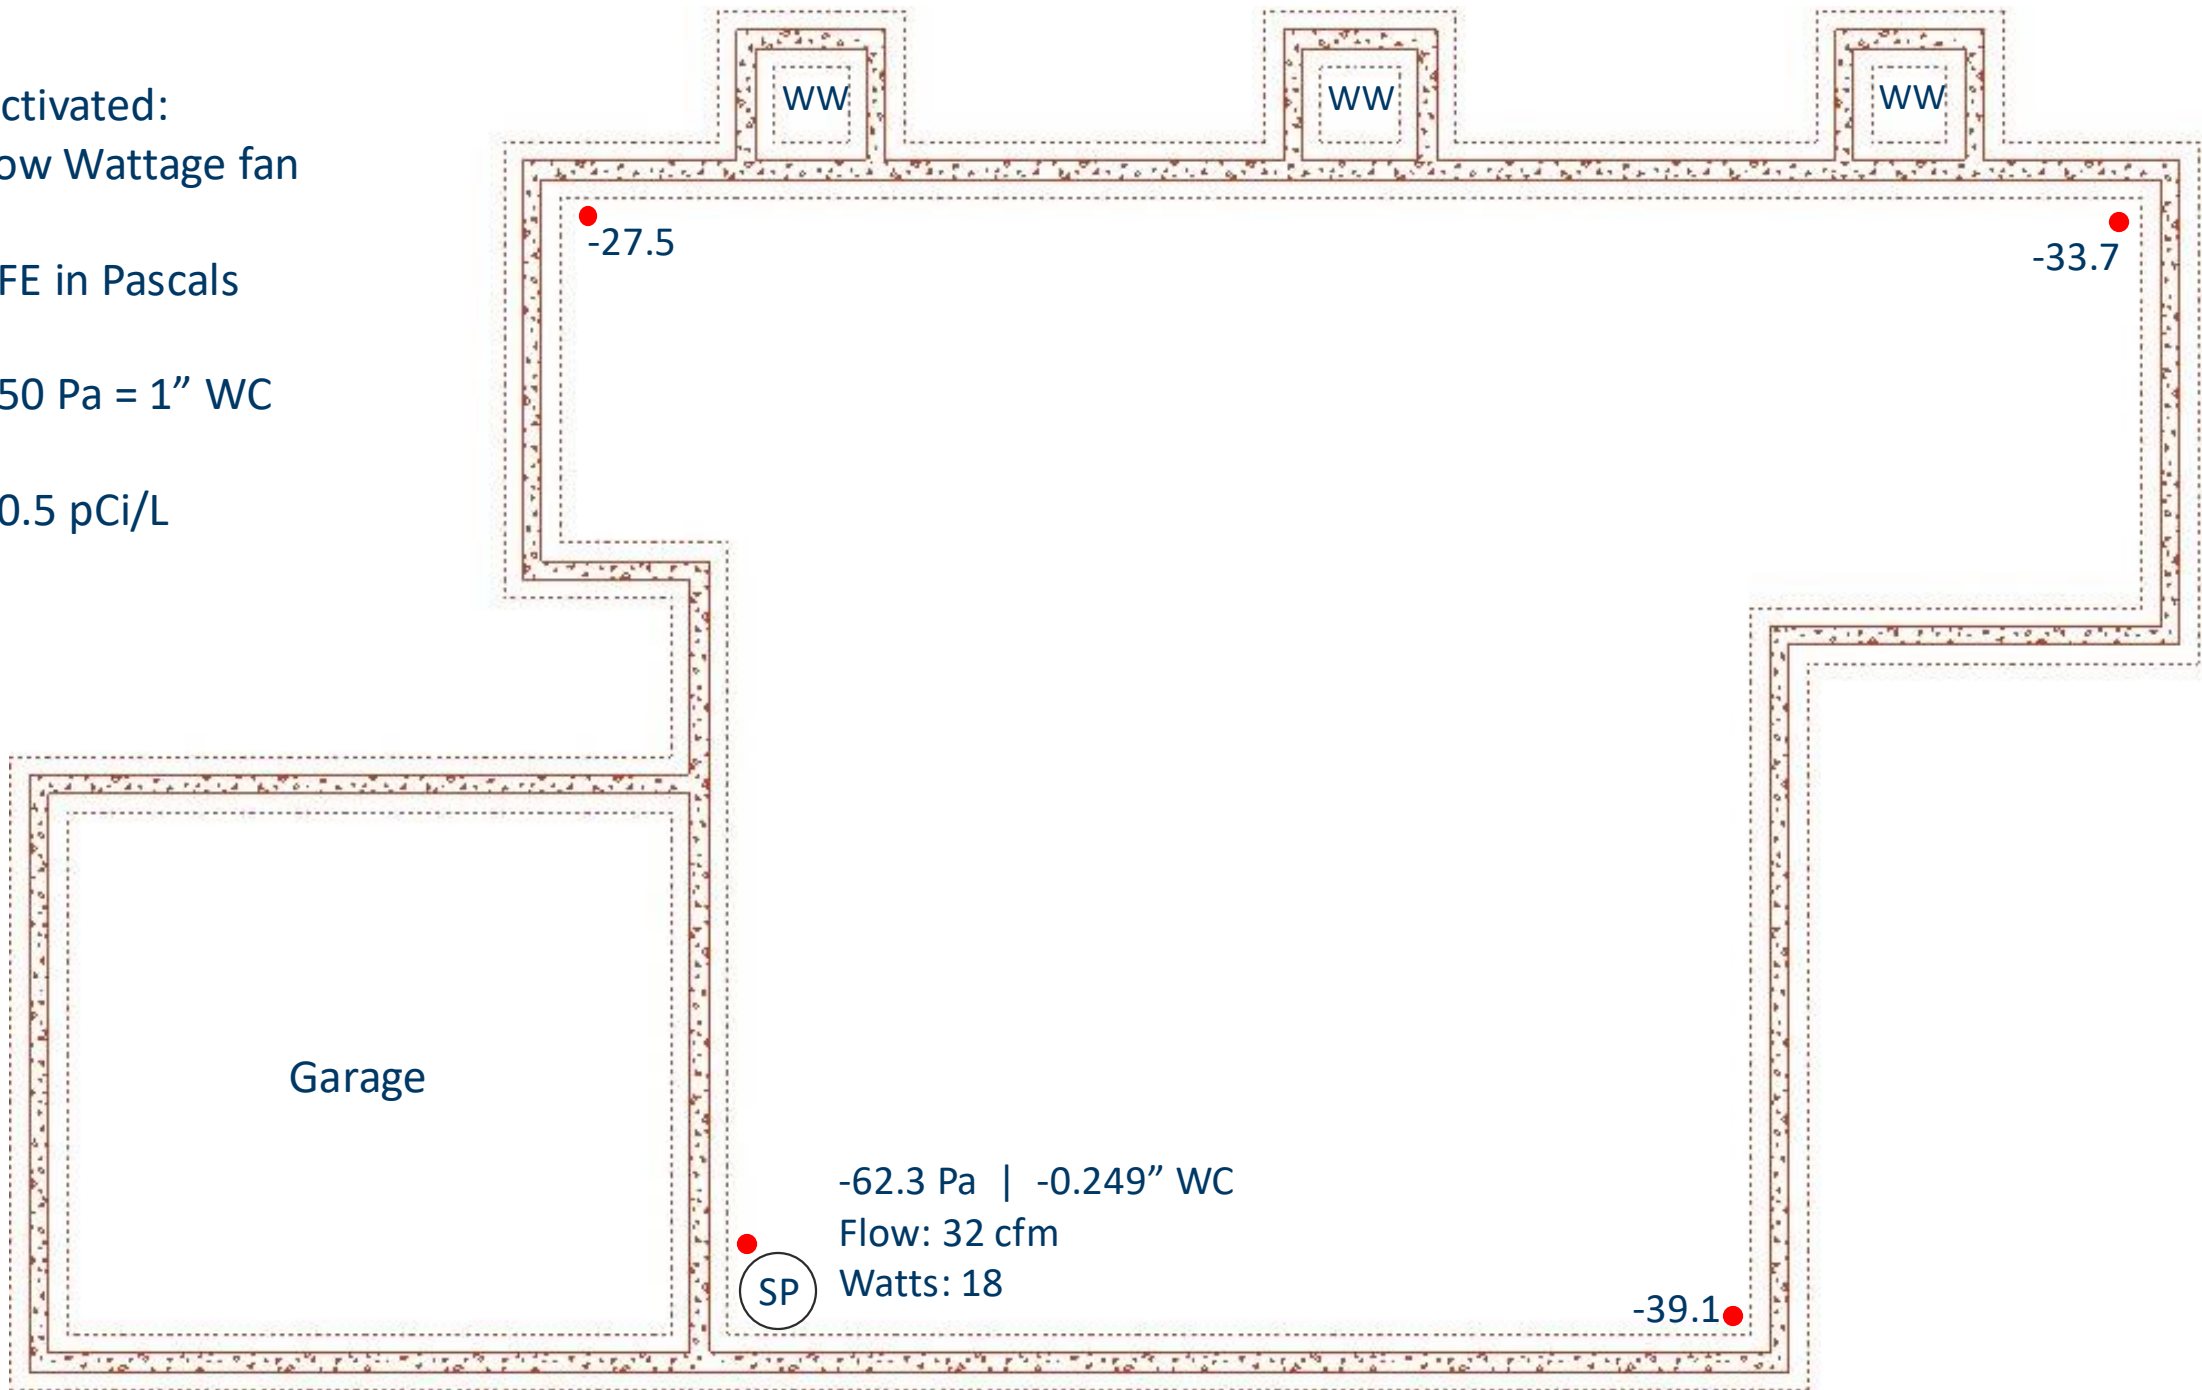 ctivated:
ow Wattage fan
FE in Pascals
50 Pa = 1” WC
0.5 pCi/L
WW
WW
WW
-27.5
-33.7
Garage
-62.3 Pa | -0.249” WC
Flow: 32 cfm
Watts: 18
SP
-39.1